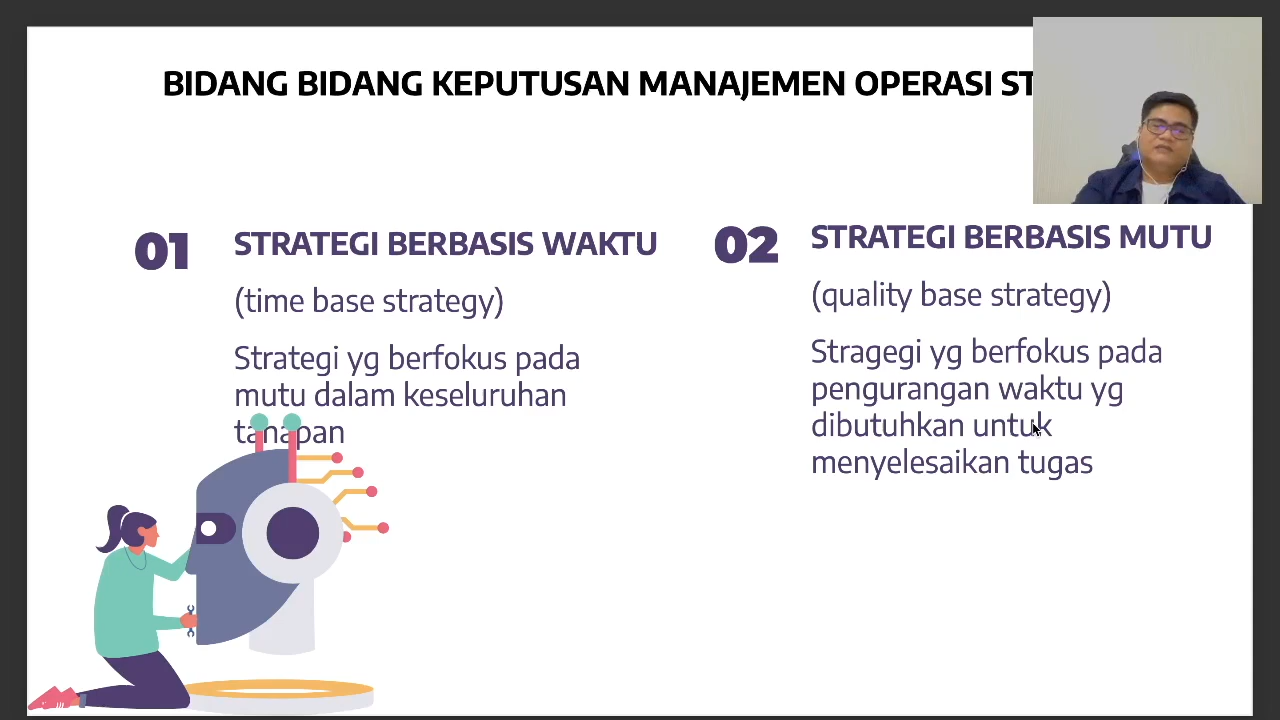 BIDANG BIDANG KEPUTUSAN MANAJEMEN OPERASI ST
01
STRATEGI BERBASIS WAKTU
(time base strategy)
Strategi yg berfokus pada
mutu dalam keseluruhan
tahapan
02
STRATEGI BERBASIS MUTU
(quality base strategy)
Stragegi yg berfokus pada
pengurangan waktu yg
dibutuhkan untuk
menyelesaikan tugas